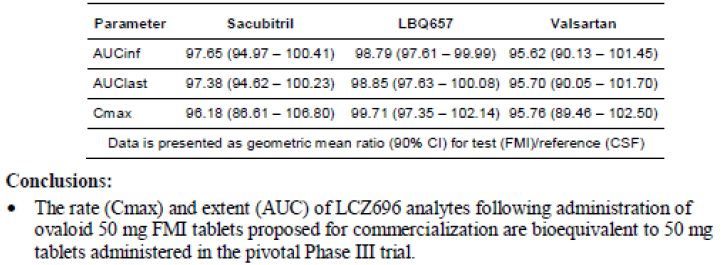 Parameter Sacubitril LBQ657 Valsartan
AUCinf 97.65 (94.97 – 100.41) 98.79 (97.61 – 99.99) 95.62 (90.13 – 101.45)
AUClast 97.38 (94.62 – 100.23) 98.85 (97.63 – 100.08) 95.70 (90.05 – 101.70)
Cmax 96.18 (86.61 – 106.80) 99.71 (97.35 – 102.14) 95.76 (89.46 – 102.50)
Data is presented as geometric mean ratio (90% CI) for test (FMI)/reference (CSF)
Conclusions:
• The rate (Cmax) and extent (AUC) of LCZ696 analytes following administration of
ovaloid 50 mg FMI tablets proposed for commercialization are bioequivalent to 50 mg
tablets administered in the pivotal Phase III trial.